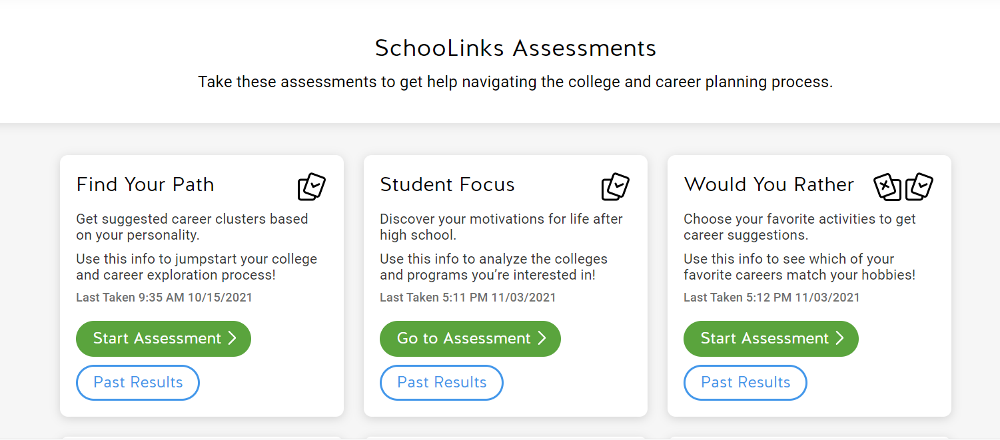 SchooLinks Assessments
Take these assessments to get help navigating the college and career planning process.
Find Your Path
Get suggested career clusters based
on your personality.
Use this info to jumpstart your college
and career exploration process!
Last Taken 9:35 AM 10/15/2021
Start Assessment
Past Results
Student Focus
Discover your motivations for life after
high school.
Use this info to analyze the colleges
and programs you’re interested in!
Last Taken 5:11 PM 11/03/2021
Go to Assessment
Past Results
Would You Rather
Choose your favorite activities to get
career suggestions.
Use this info to see which of your
favorite careers match your hobbies!
Last Taken 5:12 PM 11/03/2021
Start Assessment
Past Results